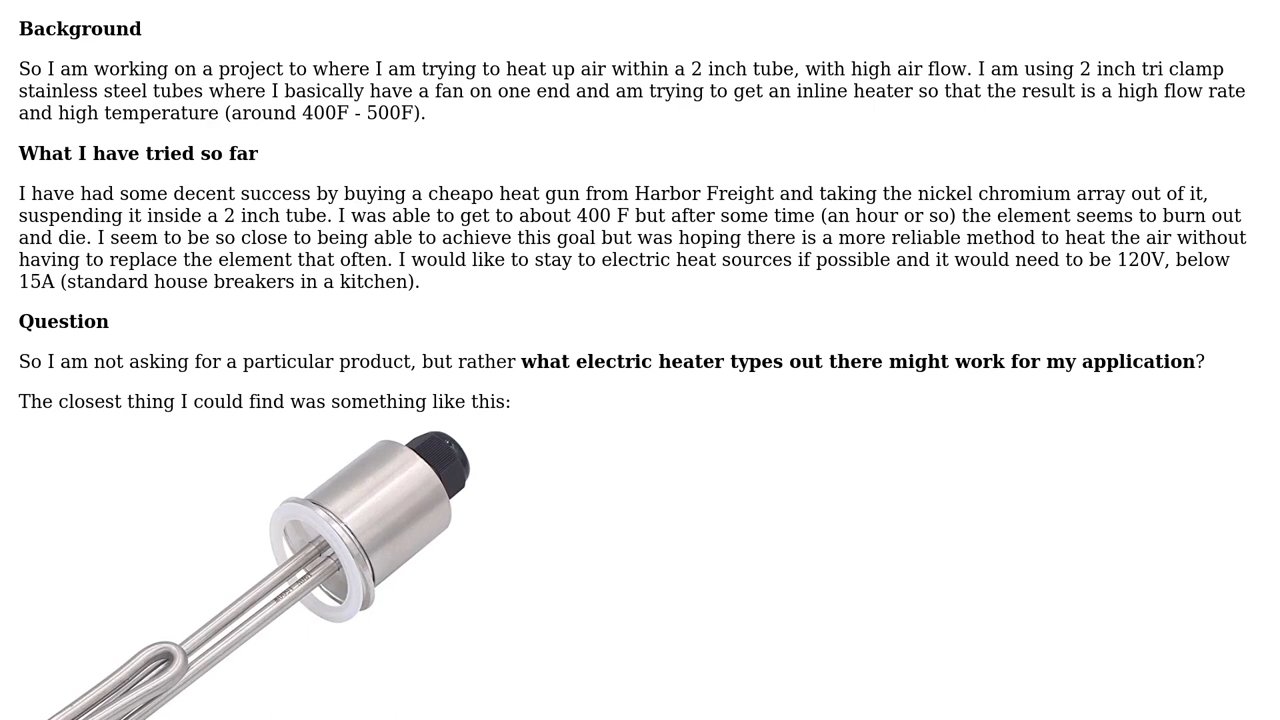 Background
So I am working on a project to where I am trying to heat up air within a 2 inch tube, with high air flow. I am using 2 inch tri clamp
stainless steel tubes where I basically have a fan on one end and am trying to get an inline heater so that the result is a high flow rate
and high temperature (around 400F - 500F).
What I have tried so far
I have had some decent success by buying a cheapo heat gun from Harbor Freight and taking the nickel chromium array out of it,
suspending it inside a 2 inch tube. I was able to get to about 400 F but after some time (an hour or so) the element seems to burn out
and die. I seem to be so close to being able to achieve this goal but was hoping there is a more reliable method to heat the air without
having to replace the element that often. I would like to stay to electric heat sources if possible and it would need to be 120V, below
15A (standard house breakers in a kitchen).
Question
So I am not asking for a particular product, but rather what electric heater types out there might work for my application?
The closest thing I could find was something like this: